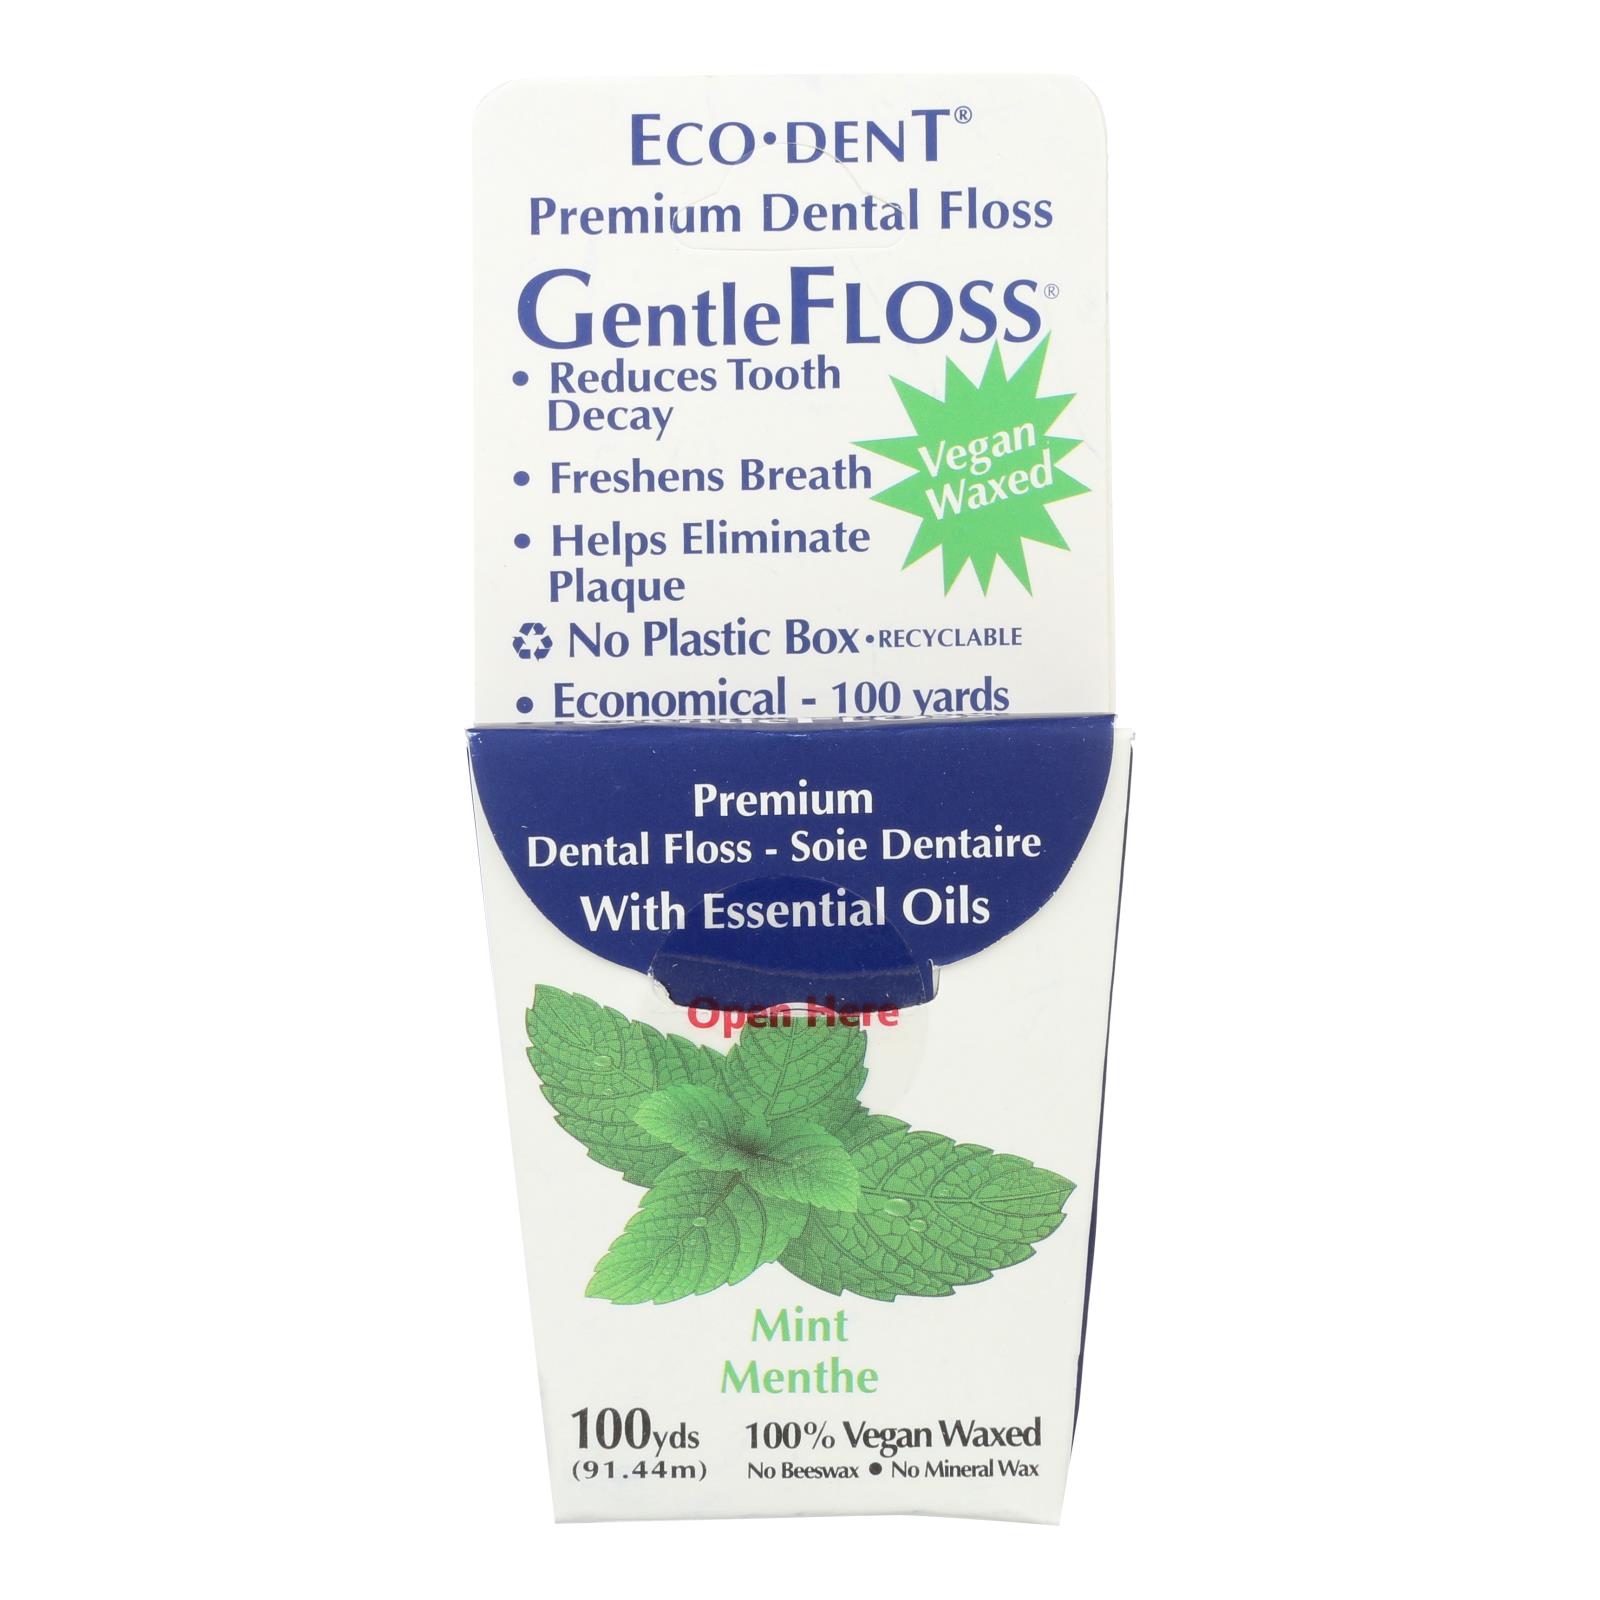 ECO•DENT®
Premium Dental Floss
GentleFLOSS®
• Reduces Tooth
Decay
• Freshens Breath
• Helps Eliminate
Plaque
No Plastic Box • RECYCLABLE
• Economical - 100 yards
Vegan
Waxed
Premium
Dental Floss - Soie Dentaire
With Essential Oils
Open Here
Mint
Menthe
100yds
(91.44m)
100% Vegan Waxed
No Beeswax • No Mineral Wax